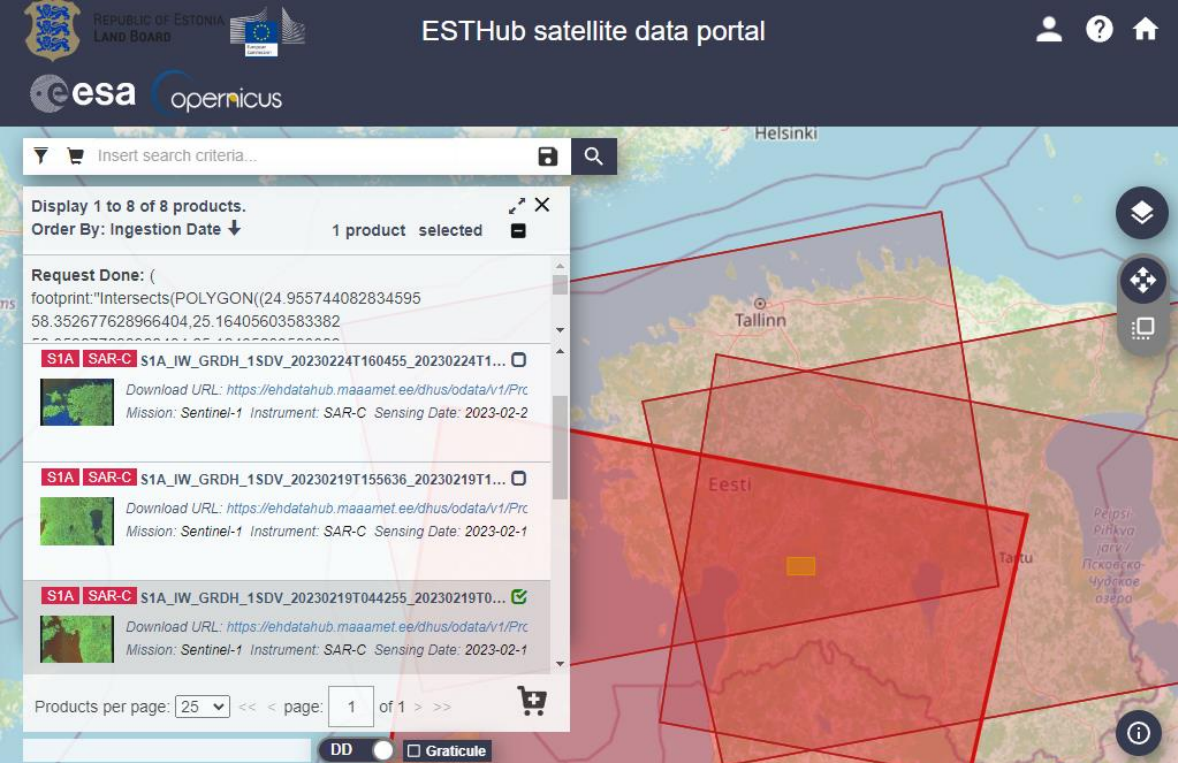 REPUBLIC OF ESTONIA
LAND BOARD
European
Commission
ESTHub satellite data portal
esa opernicus
Helsinki
Insert search criteria...
Display 1 to 8 of 8 products.
Order By: Ingestion Date
1 product selected
Request Done: (
footprint:"Intersects(POLYGON((24.955744082834595
58.352677628966404,25.16405603583382
S1A SAR-C S1A_IW_GRDH_1SDV_20230224T160455_20230224T1...
Download URL: https://ehdatahub.maaamet.ee/dhus/odata/v1/Prc
Mission: Sentinel-1 Instrument: SAR-C Sensing Date: 2023-02-2
S1A SAR-C S1A_IW_GRDH_1SDV_20230219T155636_20230219T1...
Download URL: https://ehdatahub.maaamet.ee/dhus/odata/v1/Prc
Mission: Sentinel-1 Instrument: SAR-C Sensing Date: 2023-02-1
S1A SAR-C S1A_IW_GRDH_1SDV_20230219T044255_20230219T0...
Download URL: https://ehdatahub.maaamet.ee/dhus/odata/v1/Prc
Mission: Sentinel-1 Instrument: SAR-C Sensing Date: 2023-02-1
Products per page: 25 << < page: 1 of 1 > >>
DD Graticule
Tallinn
Eesti
Tartu
Peipsi-
Pihkva
järv /
Псковско-
Чудское
озеро